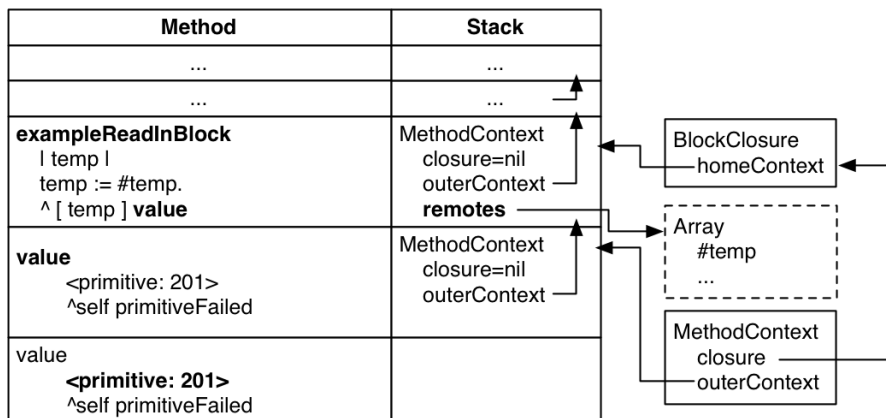 Method Stack
... ...
... ...
exampleReadInBlock MethodContext
| temp | closure=nil
temp := #temp. outerContext
^ [ temp ] value remotes
value MethodContext
<primitive: 201> closure=nil
^self primitiveFailed outerContext
value
<primitive: 201>
^self primitiveFailed
BlockClosure
homeContext
Array
#temp
...
MethodContext
closure
outerContext